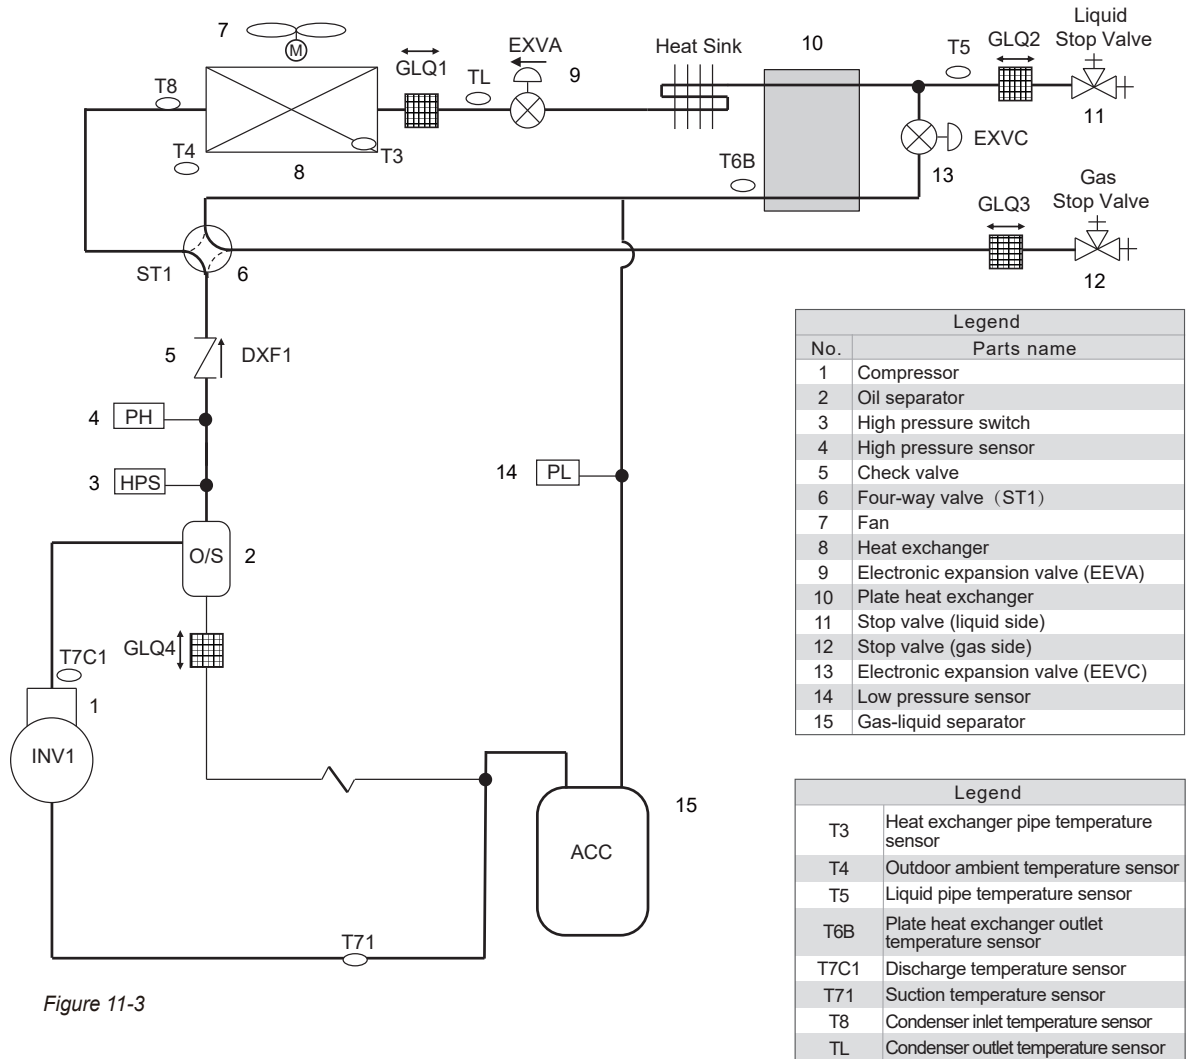 7
M
T8
T4
T3
8
GLQ1
TL
EXVA
9
Heat Sink
10
T5
GLQ2
Liquid
Stop Valve
11
EXVC
13
T6B
Gas
Stop Valve
GLQ3
12
ST1
6
5
DXF1
4
PH
3
HPS
14
PL
O/S
2
GLQ4
T7C1
1
INV1
ACC
15
T71
Figure 11-3
Legend
No. Parts name
1 Compressor
2 Oil separator
3 High pressure switch
4 High pressure sensor
5 Check valve
6 Four-way valve（ST1）
7 Fan
8 Heat exchanger
9 Electronic expansion valve (EEVA)
10 Plate heat exchanger
11 Stop valve (liquid side)
12 Stop valve (gas side)
13 Electronic expansion valve (EEVC)
14 Low pressure sensor
15 Gas-liquid separator
Legend
T3 Heat exchanger pipe temperature
sensor
T4 Outdoor ambient temperature sensor
T5 Liquid pipe temperature sensor
T6B Plate heat exchanger outlet
temperature sensor
T7C1 Discharge temperature sensor
T71 Suction temperature sensor
T8 Condenser inlet temperature sensor
TL Condenser outlet temperature sensor